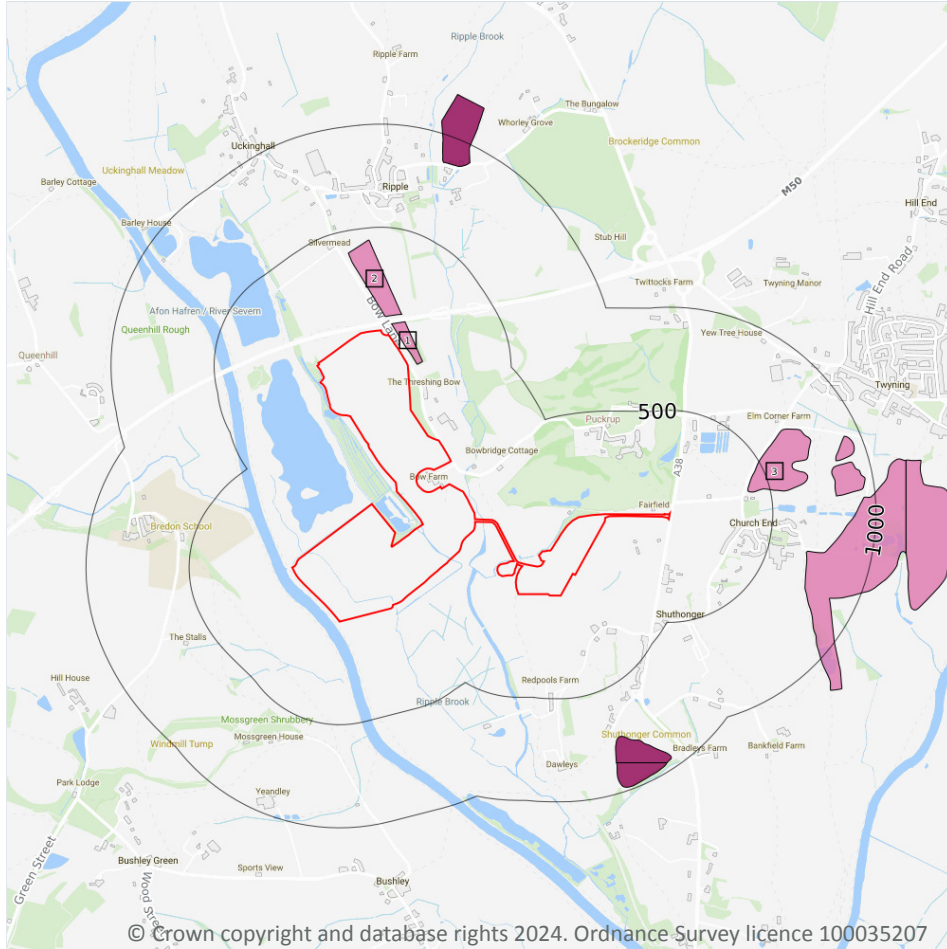 Ripple Brook
Ripple Farm
The Bungalow
Whorley Grove
Brockeridge Common
Uckinghall
Uckinghall Meadow
Barley Cottage
Ripple
M50
Hill End
Barley House
Silvermead
Stub Hill
Hill End Road
2
Twittocks Farm
Twyning Manor
Bow Lane
Afon Hafren / River Severn
Queenhill Rough
1
Yew Tree House
Queenhill
The Threshing Bow
Twyning
500
Puckrup
Elm Corner Farm
Bowbridge Cottage
A38
3
Bow Farm
Fairfield
Bredon School
Church End
1000
Shuthonger
The Stalls
Hill House
Redpools Farm
Ripple Brook
Mossgreen Shrubbery
Mossgreen House
Windmill Tump
Shuthonger Common
Bradleys Farm
Bankfield Farm
Dawleys
Park Lodge
Yeandley
Green Street
Bushley Green
Sports View
Wood Street
Bushley
© Crown copyright and database rights 2024. Ordnance Survey licence 100035207